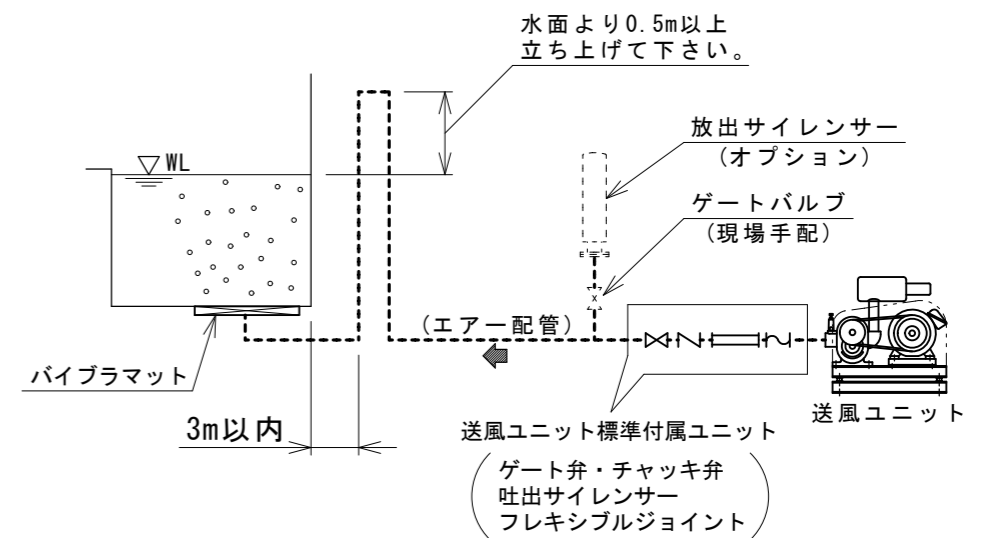 水面より0.5m以上
立ち上げて下さい。
放出サイレンサー
(オプション)
WL
ゲートバルブ
(現場手配)
(エアー配管)
バイブラマット
送風ユニット
3m以内
送風ユニット標準付属ユニット
ゲート弁・チャッキ弁
吐出サイレンサー
フレキシブルジョイント